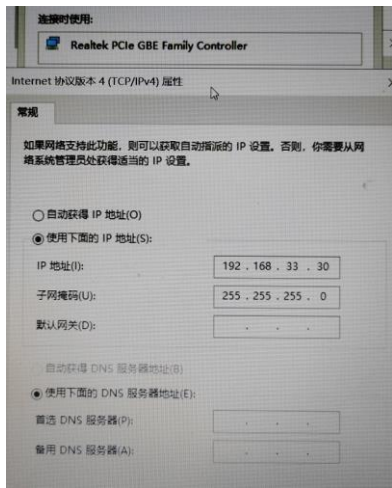 连接时使用:
Realtek PCIe GBE Family Controller
Internet 协议版本 4 (TCP/IPv4) 属性
常规
如果网络支持此功能，则可以获取自动指派的 IP 设置。否则，你需要从网
络系统管理员处获得适当的 IP 设置。
自动获得 IP 地址(O)
使用下面的 IP 地址(S):
IP 地址(I): 192 . 168 . 33 . 30
子网掩码(U): 255 . 255 . 255 . 0
默认网关(D): . . .
自动获得 DNS 服务器地址(B)
使用下面的 DNS 服务器地址(E):
首选 DNS 服务器(P): . . .
备用 DNS 服务器(A): . . .